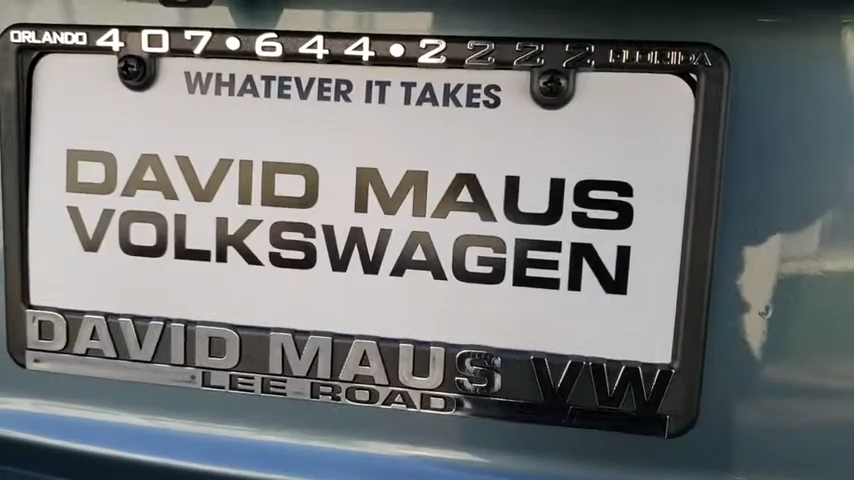 ORLANDO 407•644•2222 FLORIDA
WHATEVER IT TAKES
DAVID MAUS
VOLKSWAGEN
DAVID MAUS VW
LEE ROAD